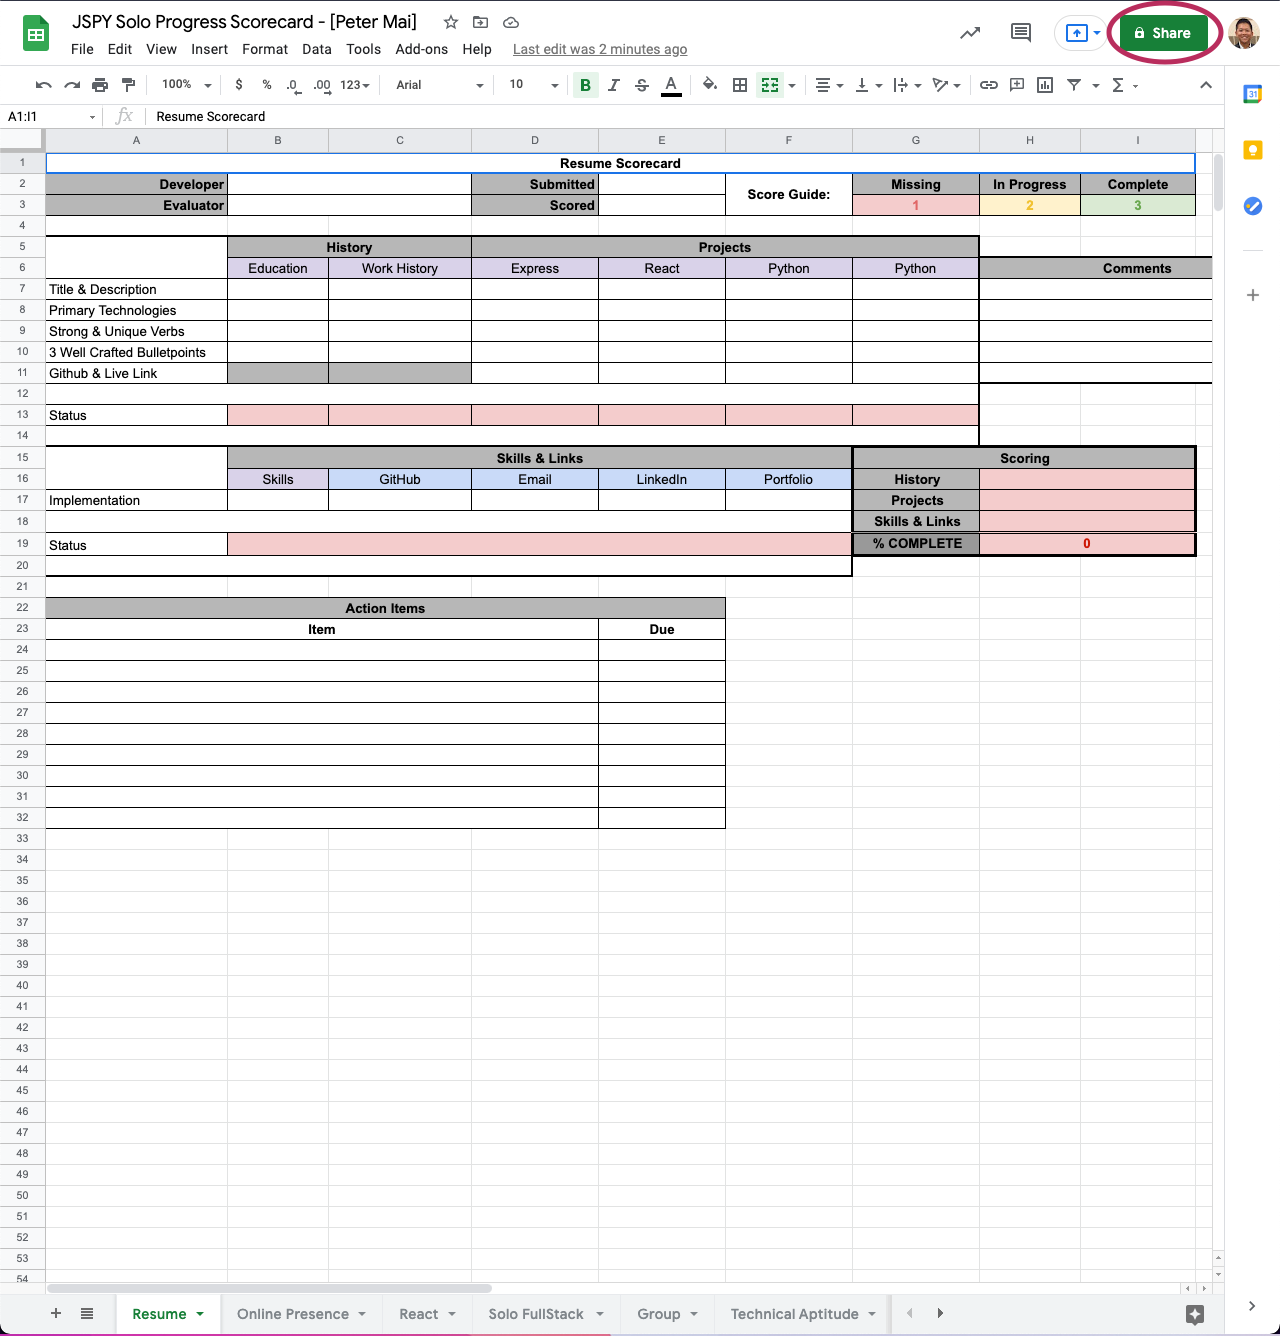 JSPY Solo Progress Scorecard - [Peter Mai]
Share
File Edit View Insert Format Data Tools Add-ons Help Last edit was 2 minutes ago
100% $ % .0 .00 123 Arial 10 B I S A Σ
31
A1:I1 fx Resume Scorecard
A B C D E F G H I
1 Resume Scorecard
2 Developer Submitted Score Guide: Missing In Progress Complete
3 Evaluator Scored 1 2 3
4
5 History Projects
6 Education Work History Express React Python Python Comments
7 Title & Description
8 Primary Technologies
9 Strong & Unique Verbs
10 3 Well Crafted Bulletpoints
11 Github & Live Link
12
13 Status
14
15 Skills & Links Scoring
16 Skills GitHub Email LinkedIn Portfolio History
17 Implementation Projects
18 Skills & Links
19 Status % COMPLETE 0
20
21
22 Action Items
23 Item Due
24
25
26
27
28
29
30
31
32
33
34
35
36
37
38
39
40
41
42
43
44
45
46
47
48
49
50
51
52
53
54
+ Resume Online Presence React Solo FullStack Group Technical Aptitude